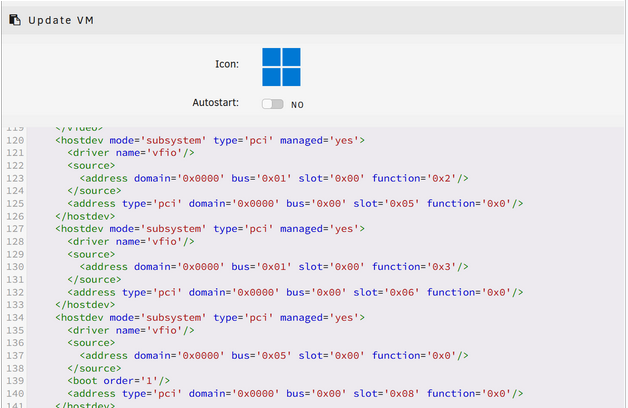 Update VM
Icon:
Autostart:
NO
119 </video>
120 <hostdev mode='subsystem' type='pci' managed='yes'>
121 <driver name='vfio'/>
122 <source>
123 <address domain='0x0000' bus='0x01' slot='0x00' function='0x2'/>
124 </source>
125 <address type='pci' domain='0x0000' bus='0x00' slot='0x05' function='0x0'/>
126 </hostdev>
127 <hostdev mode='subsystem' type='pci' managed='yes'>
128 <driver name='vfio'/>
129 <source>
130 <address domain='0x0000' bus='0x01' slot='0x00' function='0x3'/>
131 </source>
132 <address type='pci' domain='0x0000' bus='0x00' slot='0x06' function='0x0'/>
133 </hostdev>
134 <hostdev mode='subsystem' type='pci' managed='yes'>
135 <driver name='vfio'/>
136 <source>
137 <address domain='0x0000' bus='0x05' slot='0x00' function='0x0'/>
138 </source>
139 <boot order='1'/>
140 <address type='pci' domain='0x0000' bus='0x00' slot='0x08' function='0x0'/>
141 </hostdev>